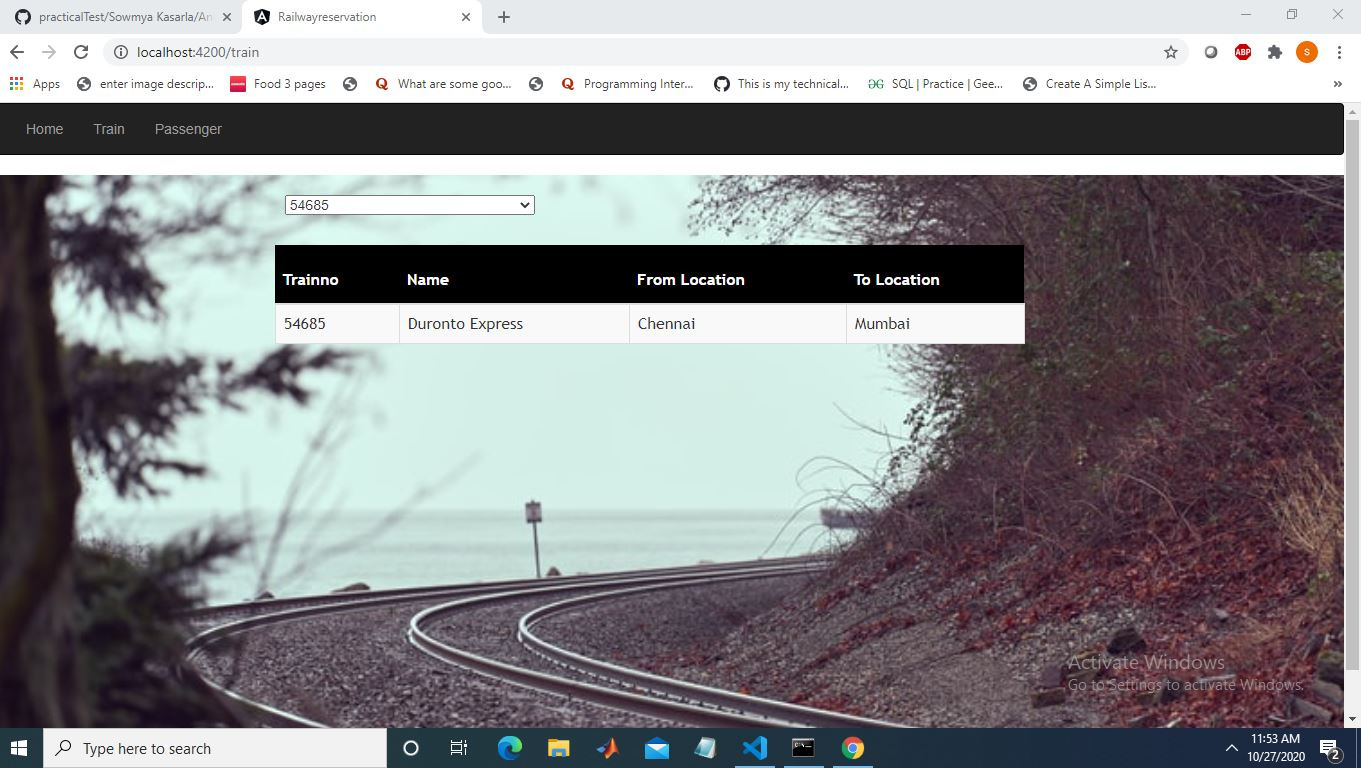 practicalTest/Sowmya Kasarla/An
Railwayreservation
localhost:4200/train
S
ABP
Apps
enter image descrip...
Food 3 pages
What are some goo...
Programming Inter...
This is my technical...
SQL | Practice | Gee...
Create A Simple Lis...
»
Home
Train
Passenger
54685
Trainno Name From Location To Location
54685 Duronto Express Chennai Mumbai
Activate Windows
Go to Settings to activate Windows.
Type here to search
11:53 AM
10/27/2020
2